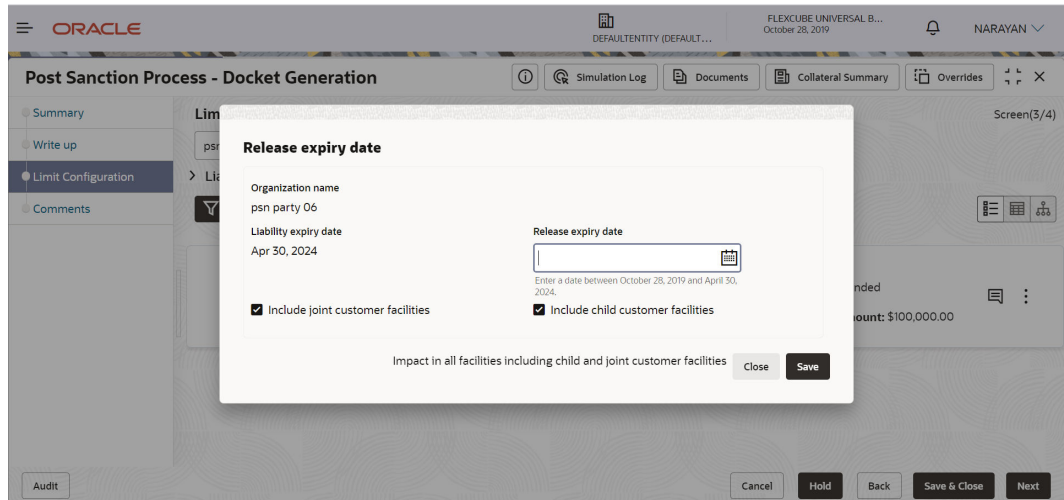 ORACLE
DEFAULTENTITY (DEFAULT...
FLEXCUBE UNIVERSAL B...
October 28, 2019
NARAYAN
Post Sanction Process - Docket Generation
Simulation Log
Documents
Collateral Summary
Overrides
Summary
Write up
Limit Configuration
Comments
Lim
Screen(3/4)
psn
Lia
Release expiry date
Organization name
psn party 06
Liability expiry date
Apr 30, 2024
Release expiry date
Enter a date between October 28, 2019 and April 30,
2024.
Include joint customer facilities
Include child customer facilities
Impact in all facilities including child and joint customer facilities
Close
Save
nded
ount: $100,000.00
Audit
Cancel
Hold
Back
Save & Close
Next